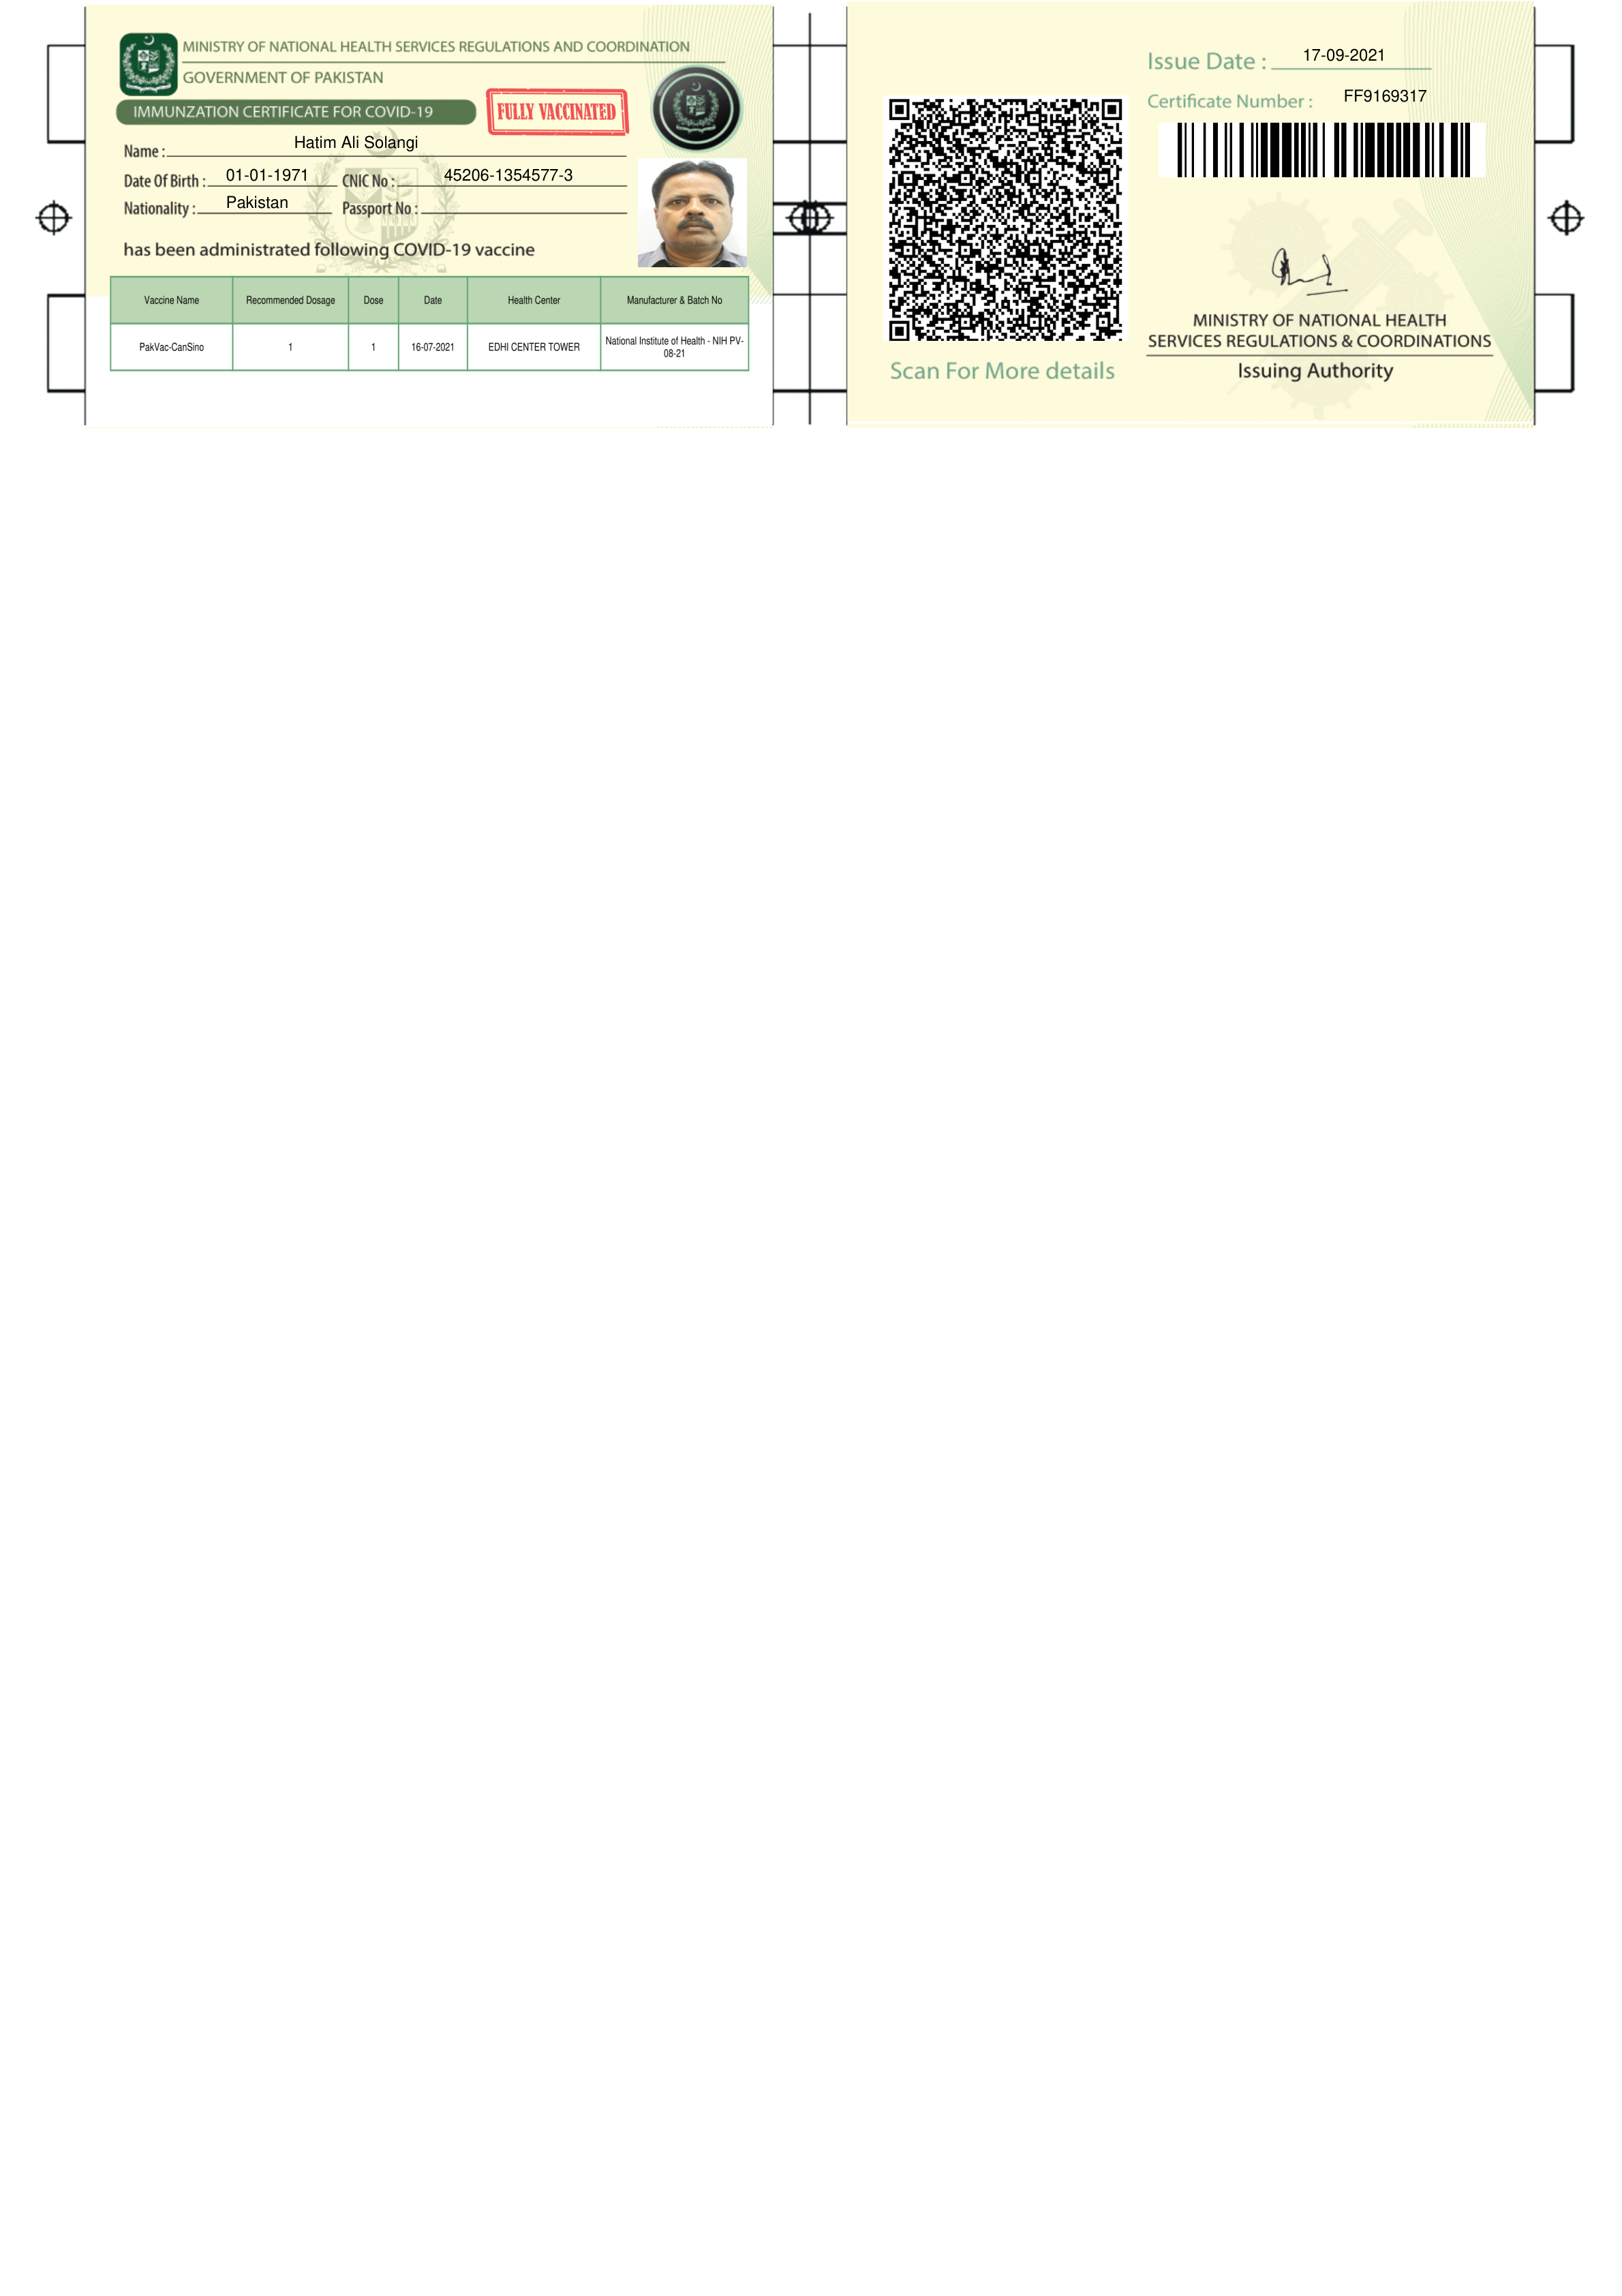 MINISTRY OF NATIONAL HEALTH SERVICES REGULATIONS AND COORDINATION
GOVERNMENT OF PAKISTAN
IMMUNZATION CERTIFICATE FOR COVID-19
FULLY VACCINATED
Name : Hatim Ali Solangi
Date Of Birth : 01-01-1971 CNIC No : 45206-1354577-3
Nationality : Pakistan Passport No :
has been administrated following COVID-19 vaccine
Vaccine Name Recommended Dosage Dose Date Health Center Manufacturer & Batch No
PakVac-CanSino 1 1 16-07-2021 EDHI CENTER TOWER National Institute of Health - NIH PV-
08-21
Issue Date : 17-09-2021
Certificate Number : FF9169317
Scan For More details
MINISTRY OF NATIONAL HEALTH
SERVICES REGULATIONS & COORDINATIONS
Issuing Authority